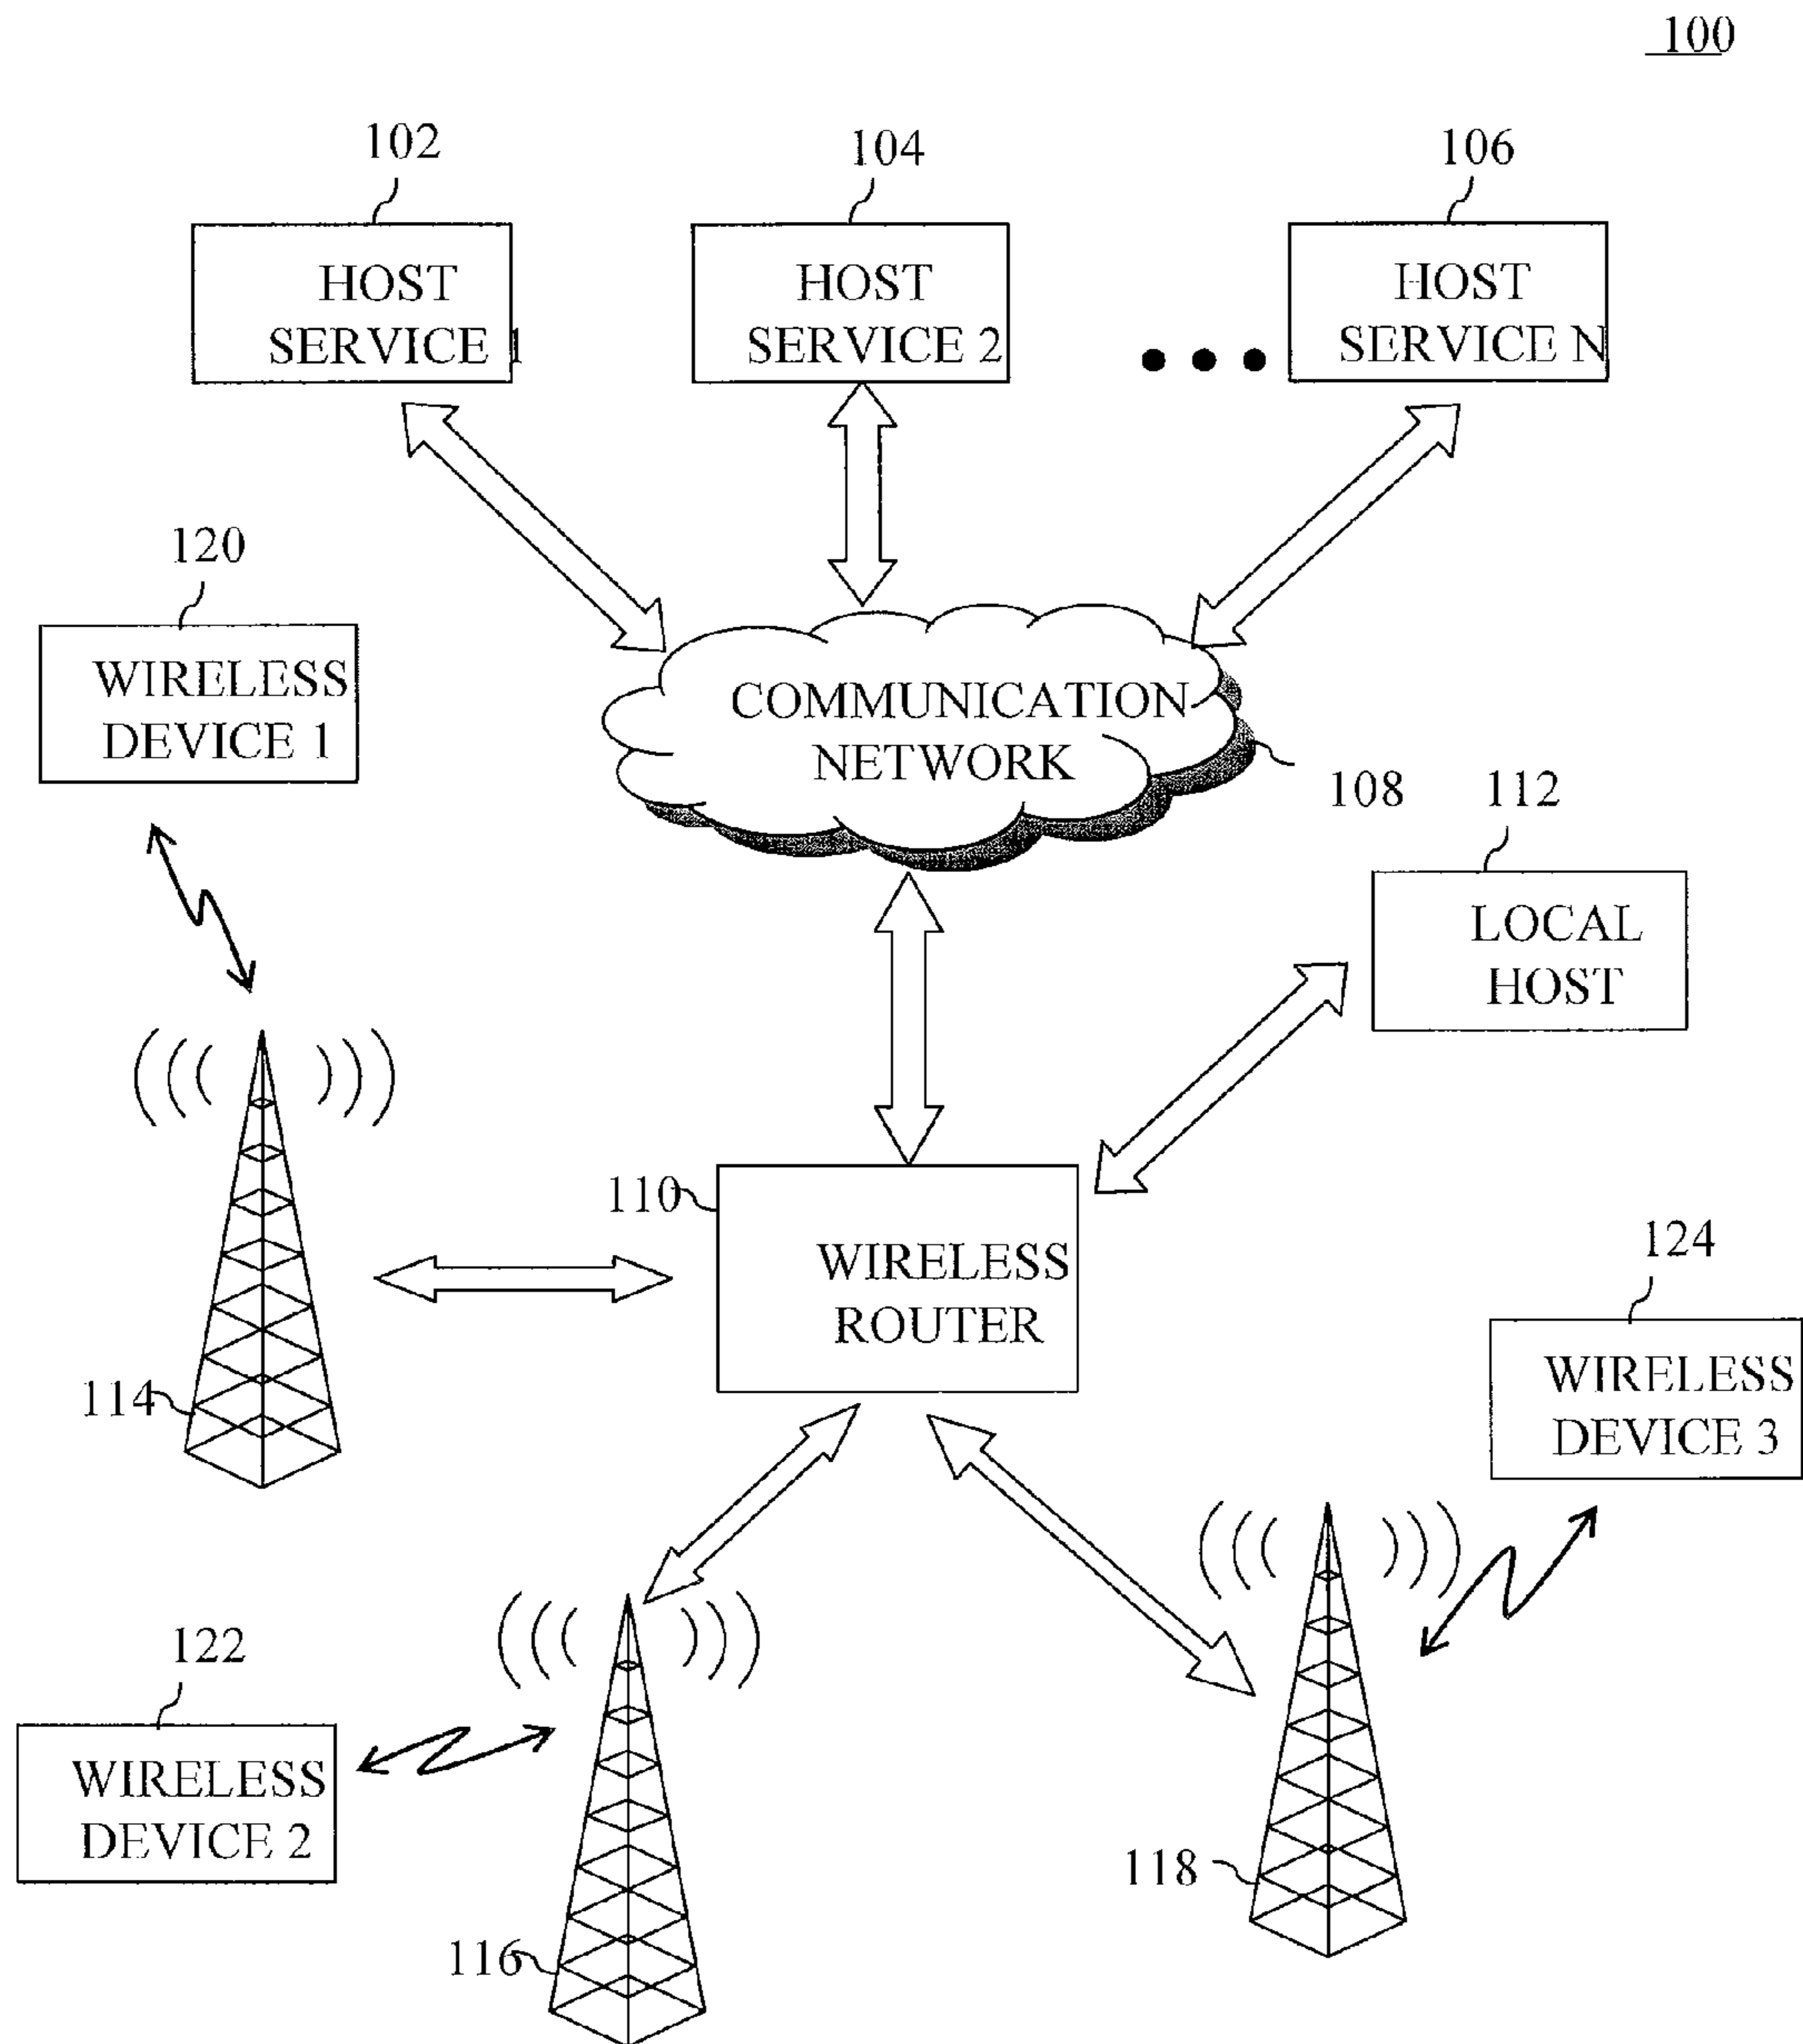 100
102
104
106
HOST
SERVICE 1
HOST
SERVICE 2
HOST
SERVICE N
120
WIRELESS
DEVICE 1
COMMUNICATION
NETWORK
108
112
LOCAL
HOST
110
WIRELESS
ROUTER
124
WIRELESS
DEVICE 3
114
122
WIRELESS
DEVICE 2
118
116